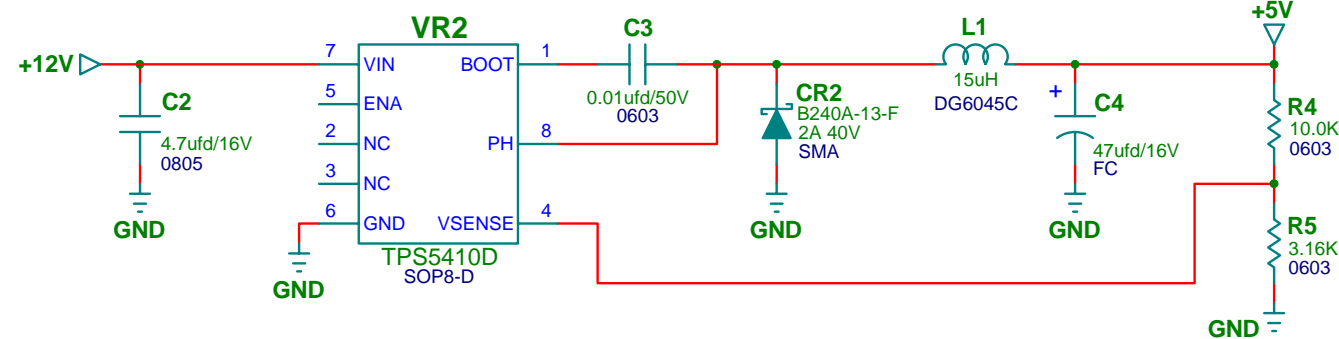 +12V
C2
4.7ufd/16V
0805
VR2
7
VIN
5
ENA
2
NC
3
NC
6
GND
BOOT
1
PH
8
VSENSE
4
TPS5410D
SOP8-D
GND
GND
C3
0.01ufd/50V
0603
CR2
B240A-13-F
2A 40V
SMA
GND
L1
15uH
DG6045C
+
C4
47ufd/16V
FC
GND
+5V
R4
10.0K
0603
R5
3.16K
0603
GND